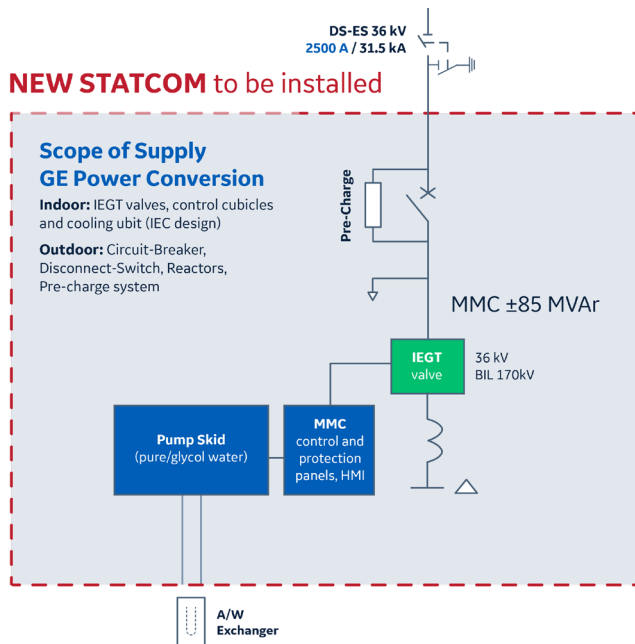 DS-ES 36 kV
2500 A / 31.5 kA
NEW STATCOM to be installed
Scope of Supply
GE Power Conversion
Indoor: IEGT valves, control cubicles
and cooling ubit (IEC design)
Outdoor: Circuit-Breaker,
Disconnect-Switch, Reactors,
Pre-charge system
Pre-Charge
MMC ±85 MVAr
IEGT
valve
36 kV
BIL 170kV
Pump Skid
(pure/glycol water)
MMC
control and
protection
panels, HMI
A/W
Exchanger